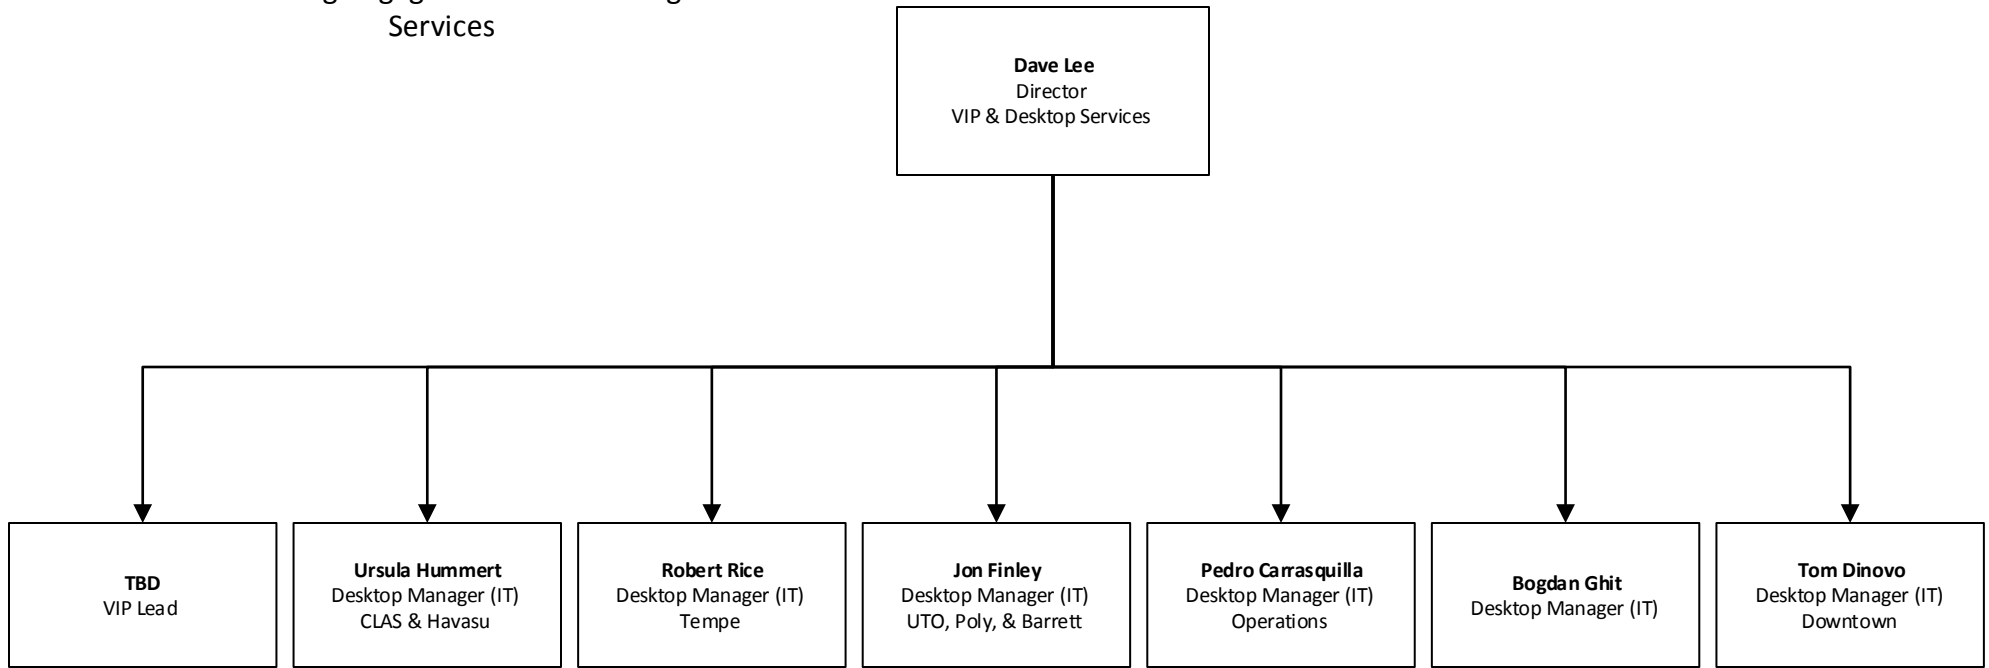 Services
Dave Lee
Director
VIP & Desktop Services
TBD
VIP Lead
Ursula Hummert
Desktop Manager (IT)
CLAS & Havasu
Robert Rice
Desktop Manager (IT)
Tempe
Jon Finley
Desktop Manager (IT)
UTO, Poly, & Barrett
Pedro Carrasquilla
Desktop Manager (IT)
Operations
Bogdan Ghit
Desktop Manager (IT)
Tom Dinovo
Desktop Manager (IT)
Downtown